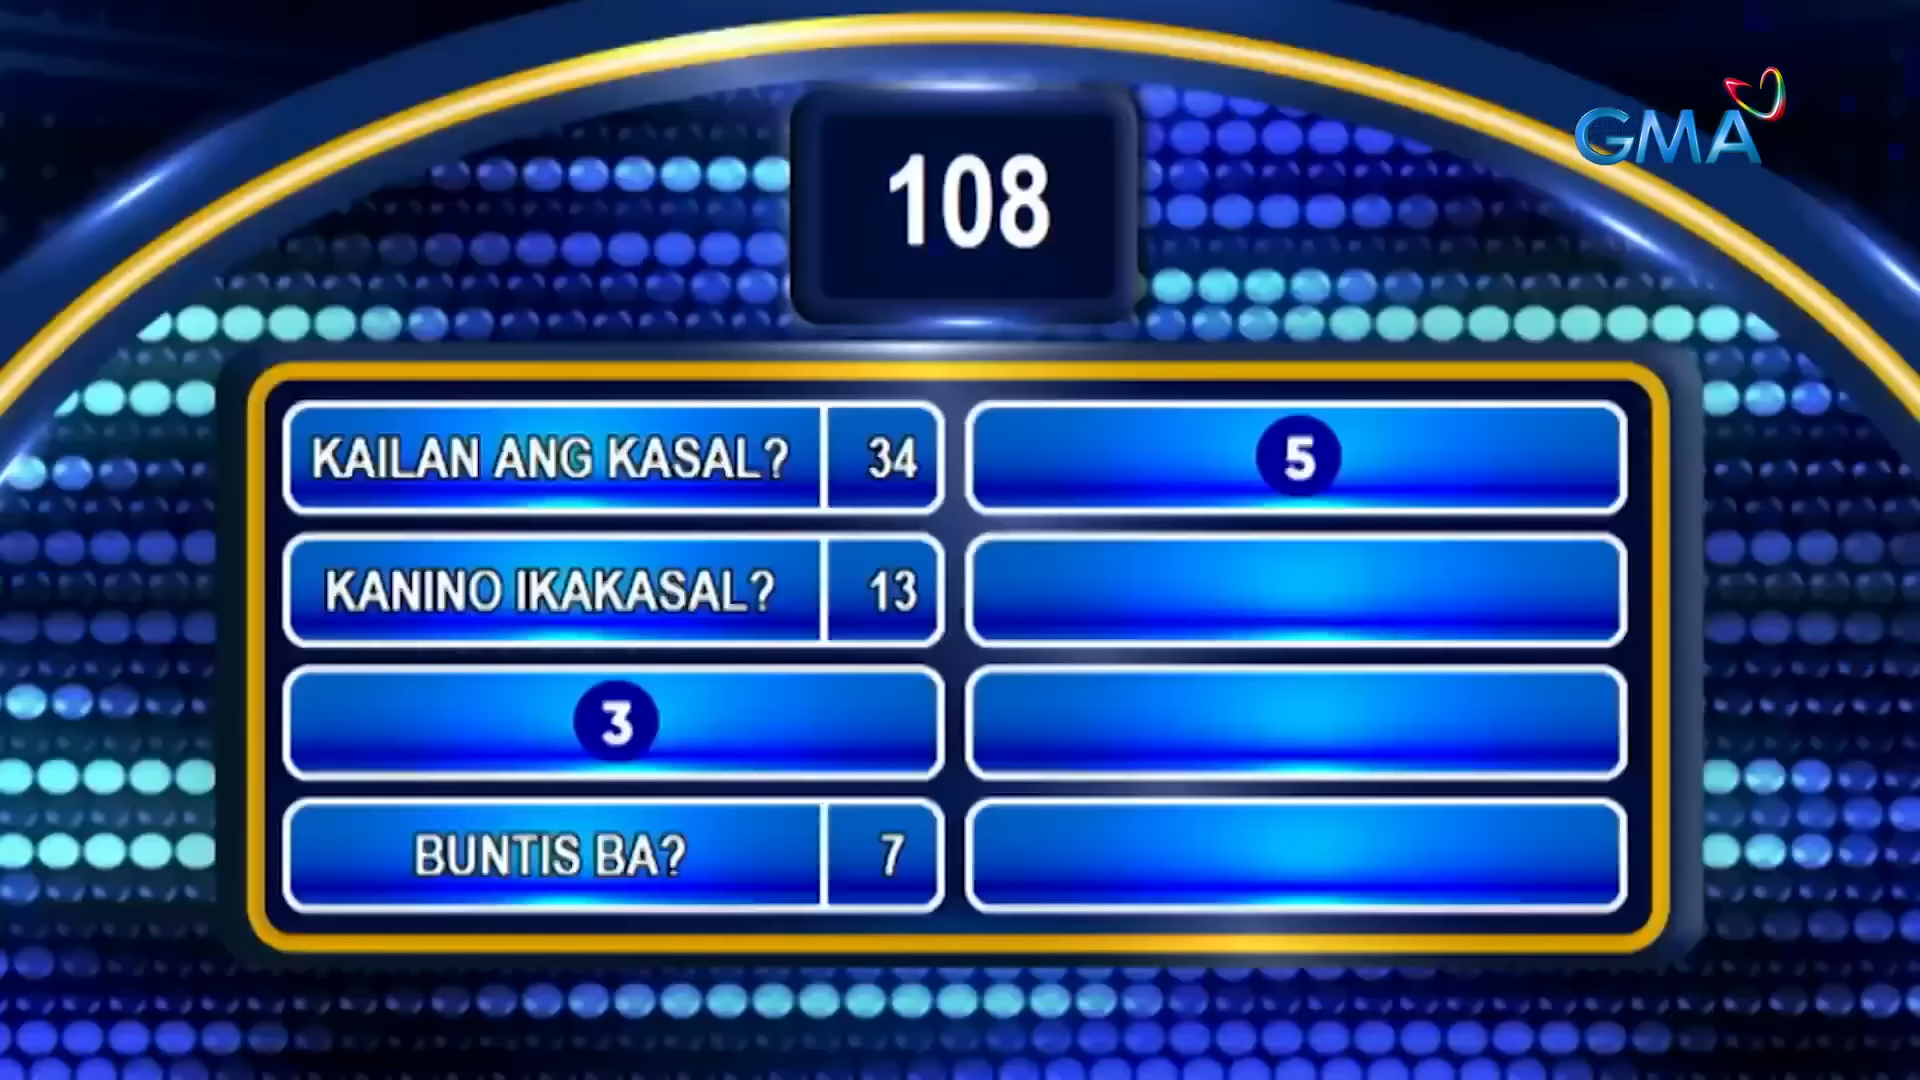 GMA
108
KAILAN ANG KASAL? 34
KANINO IKAKASAL? 13
3
BUNTIS BA? 7
5